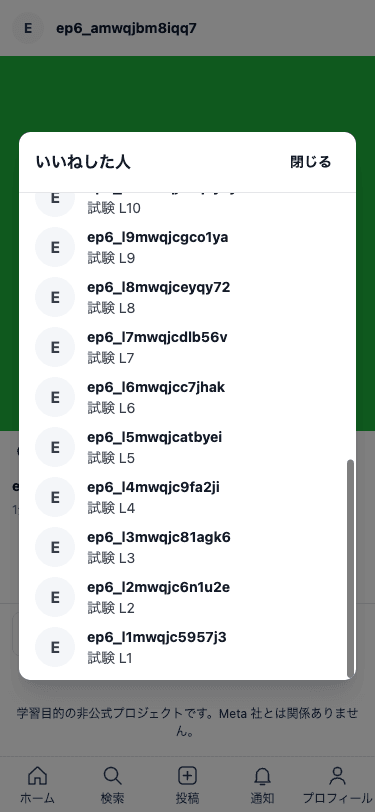 E ep6_amwqjbm8iqq7
いいねした人 閉じる
E
試験 L10
E ep6_l9mwqjcgco1ya
試験 L9
E ep6_l8mwqjceyqy72
試験 L8
E ep6_l7mwqjcdlb56v
試験 L7
E ep6_l6mwqjcc7jhak
試験 L6
E ep6_l5mwqjcatbyei
試験 L5
E ep6_l4mwqjc9fa2ji
試験 L4
E ep6_l3mwqjc81agk6
試験 L3
E ep6_l2mwqjc6n1u2e
試験 L2
E ep6_l1mwqjc5957j3
試験 L1
学習目的の非公式プロジェクトです。Meta 社とは関係ありませ
ん。
ホーム 検索 投稿 通知 プロフィール